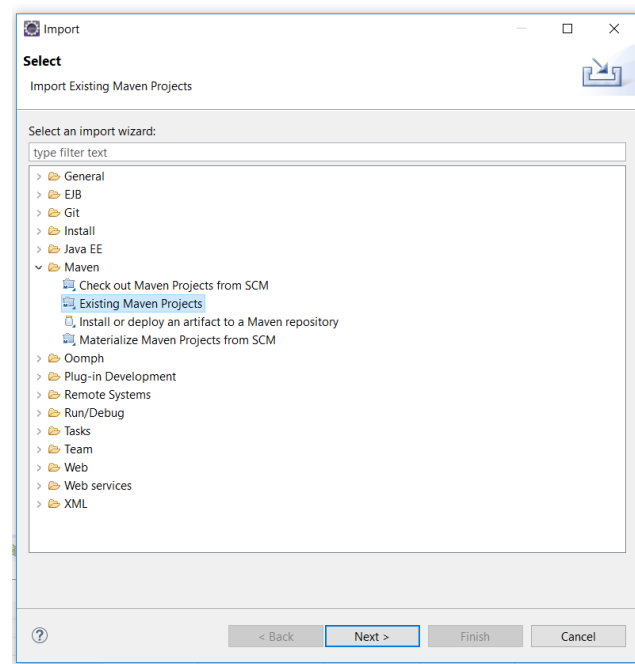 Import
Select
Import Existing Maven Projects
Select an import wizard:
type filter text
General
EJB
Git
Install
Java EE
Maven
Check out Maven Projects from SCM
Existing Maven Projects
Install or deploy an artifact to a Maven repository
Materialize Maven Projects from SCM
Oomph
Plug-in Development
Remote Systems
Run/Debug
Tasks
Team
Web
Web services
XML
? < Back Next > Finish Cancel